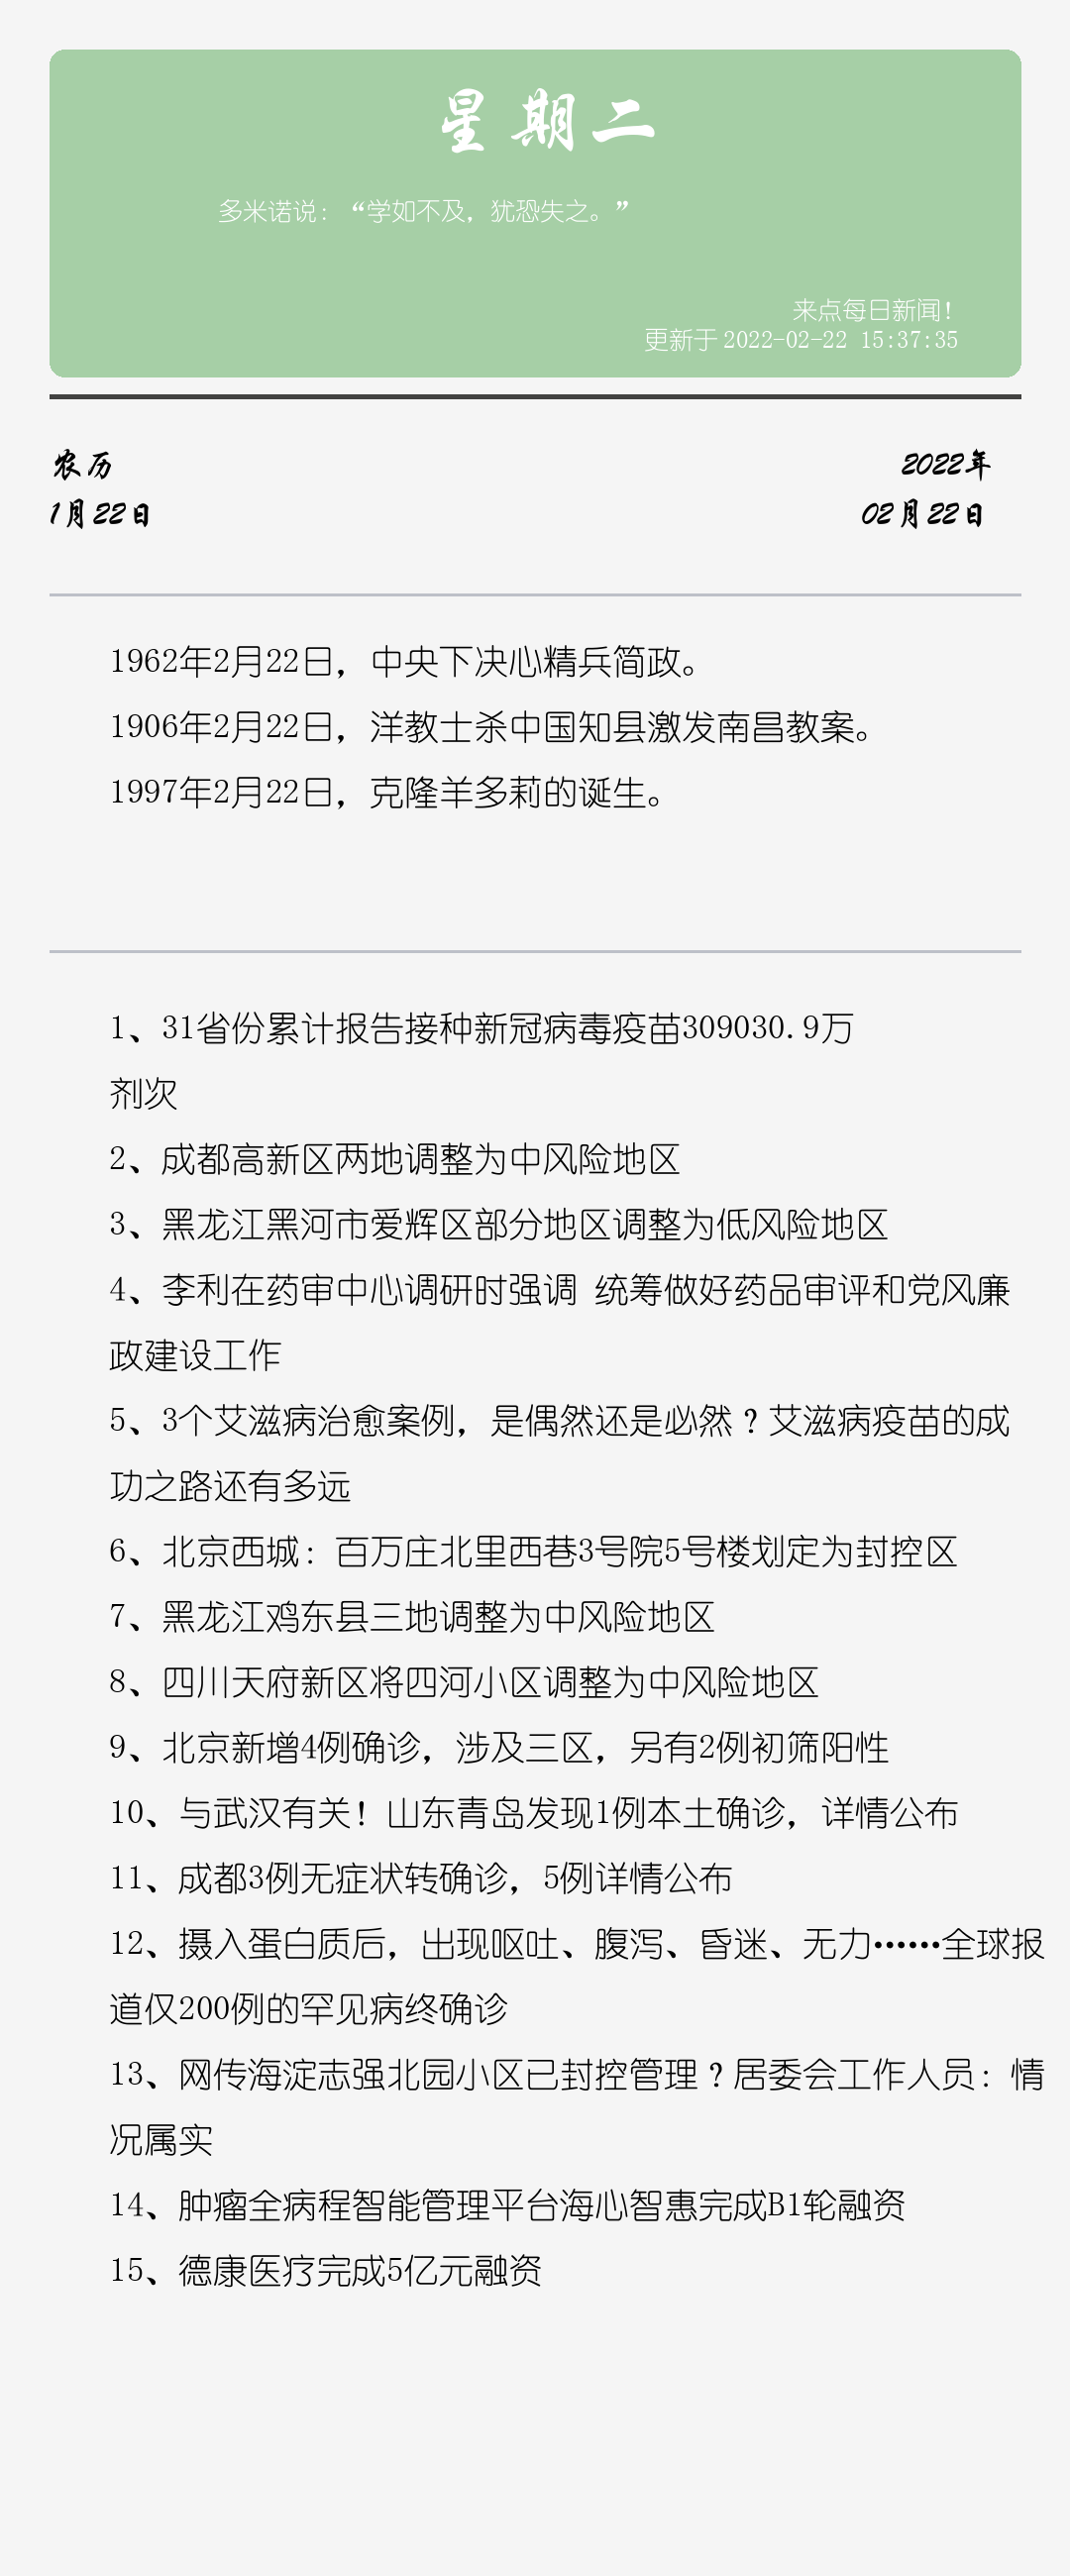 星期二
多米诺说：“学如不及，犹恐失之。”
来点每日新闻！
更新于2022-02-22 15:37:35
农历
2022年
1月22日
02月22日
1962年2月22日，中央下决心精兵简政。
1906年2月22日，洋教士杀中国知县激发南昌教案。
1997年2月22日，克隆羊多莉的诞生。
1、31省份累计报告接种新冠病毒疫苗309030.9万
剂次
2、成都高新区两地调整为中风险地区
3、黑龙江黑河市爱辉区部分地区调整为低风险地区
4、李利在药审中心调研时强调 统筹做好药品审评和党风廉
政建设工作
5、3个艾滋病治愈案例，是偶然还是必然？艾滋病疫苗的成
功之路还有多远
6、北京西城：百万庄北里西巷3号院5号楼划定为封控区
7、黑龙江鸡东县三地调整为中风险地区
8、四川天府新区将四河小区调整为中风险地区
9、北京新增4例确诊，涉及三区，另有2例初筛阳性
10、与武汉有关！山东青岛发现1例本土确诊，详情公布
11、成都3例无症状转确诊，5例详情公布
12、摄入蛋白质后，出现呕吐、腹泻、昏迷、无力……全球报
道仅200例的罕见病终确诊
13、网传海淀志强北园小区已封控管理？居委会工作人员：情
况属实
14、肿瘤全病程智能管理平台海心智惠完成B1轮融资
15、德康医疗完成5亿元融资